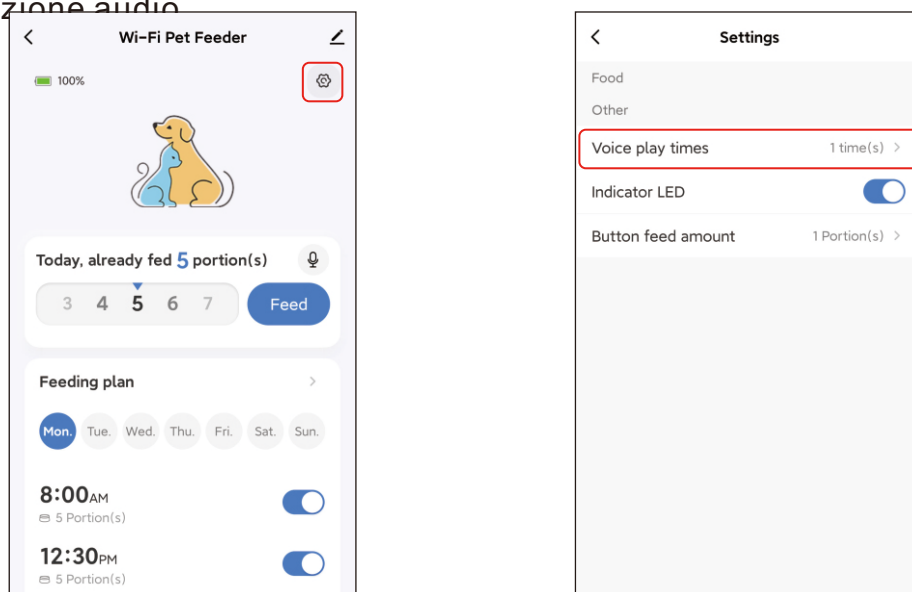 zione audio
Wi-Fi Pet Feeder
100%
Today, already fed 5 portion(s)
3 4 5 6 7
Feed
Feeding plan
Mon. Tue. Wed. Thu. Fri. Sat. Sun.
8:00AM
5 Portion(s)
12:30PM
5 Portion(s)
Settings
Food
Other
Voice play times 1 time(s)
Indicator LED
Button feed amount 1 Portion(s)